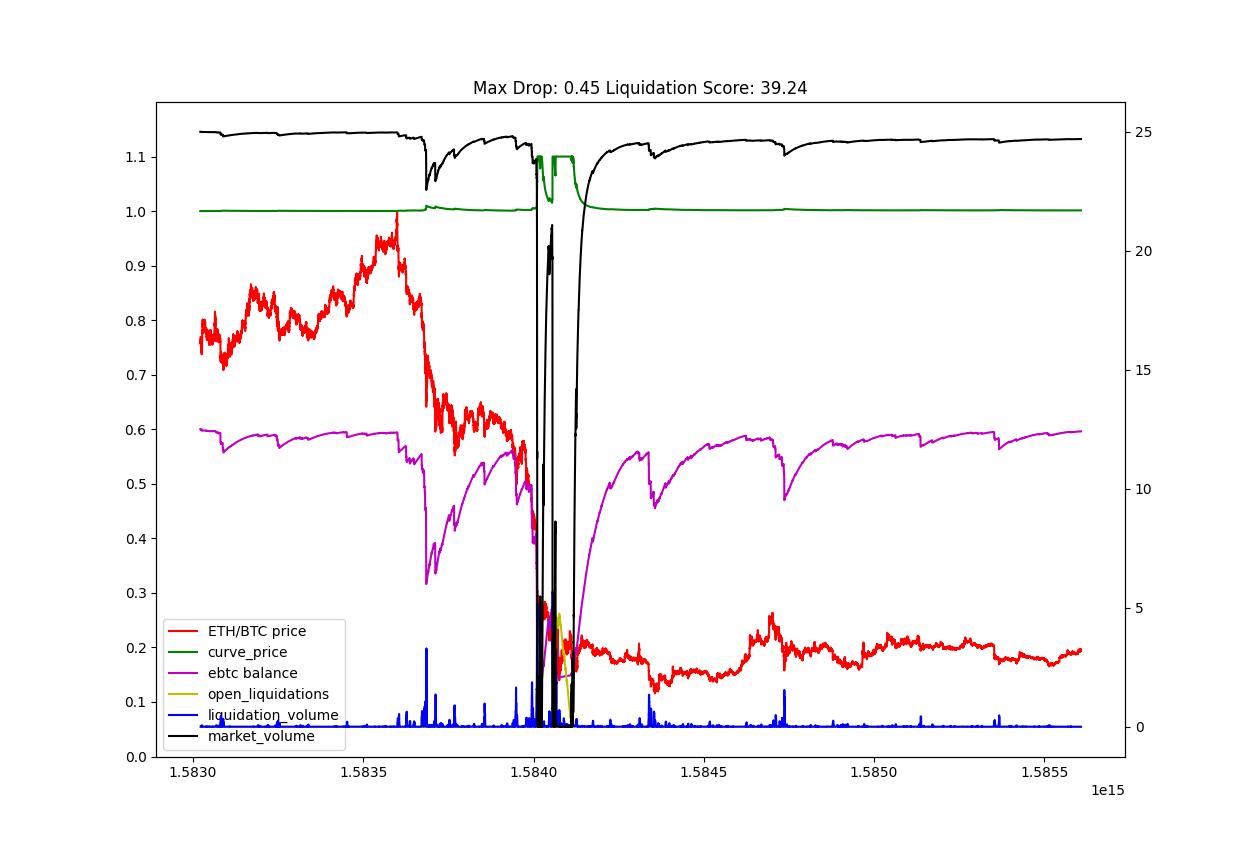 Max Drop: 0.45 Liquidation Score: 39.24
1.1
1.0
0.9
0.8
0.7
0.6
0.5
0.4
0.3
0.2
0.1
0.0
25
20
15
10
5
0
ETH/BTC price
curve_price
ebtc balance
open_liquidations
liquidation_volume
market_volume
1.5830 1.5835 1.5840 1.5845 1.5850 1.5855
1e15